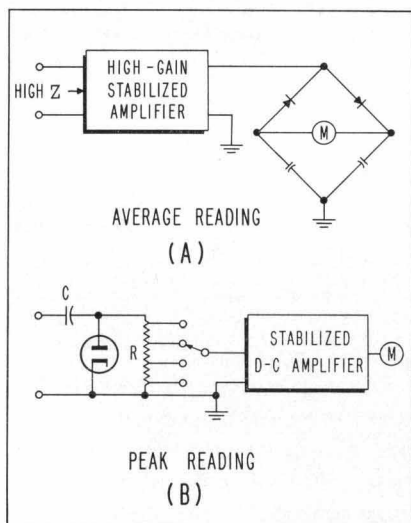 HIGH-GAIN
STABILIZED
AMPLIFIER
HIGH Z
M
AVERAGE READING
(A)
C
R
STABILIZED
D-C AMPLIFIER
M
PEAK READING
(B)